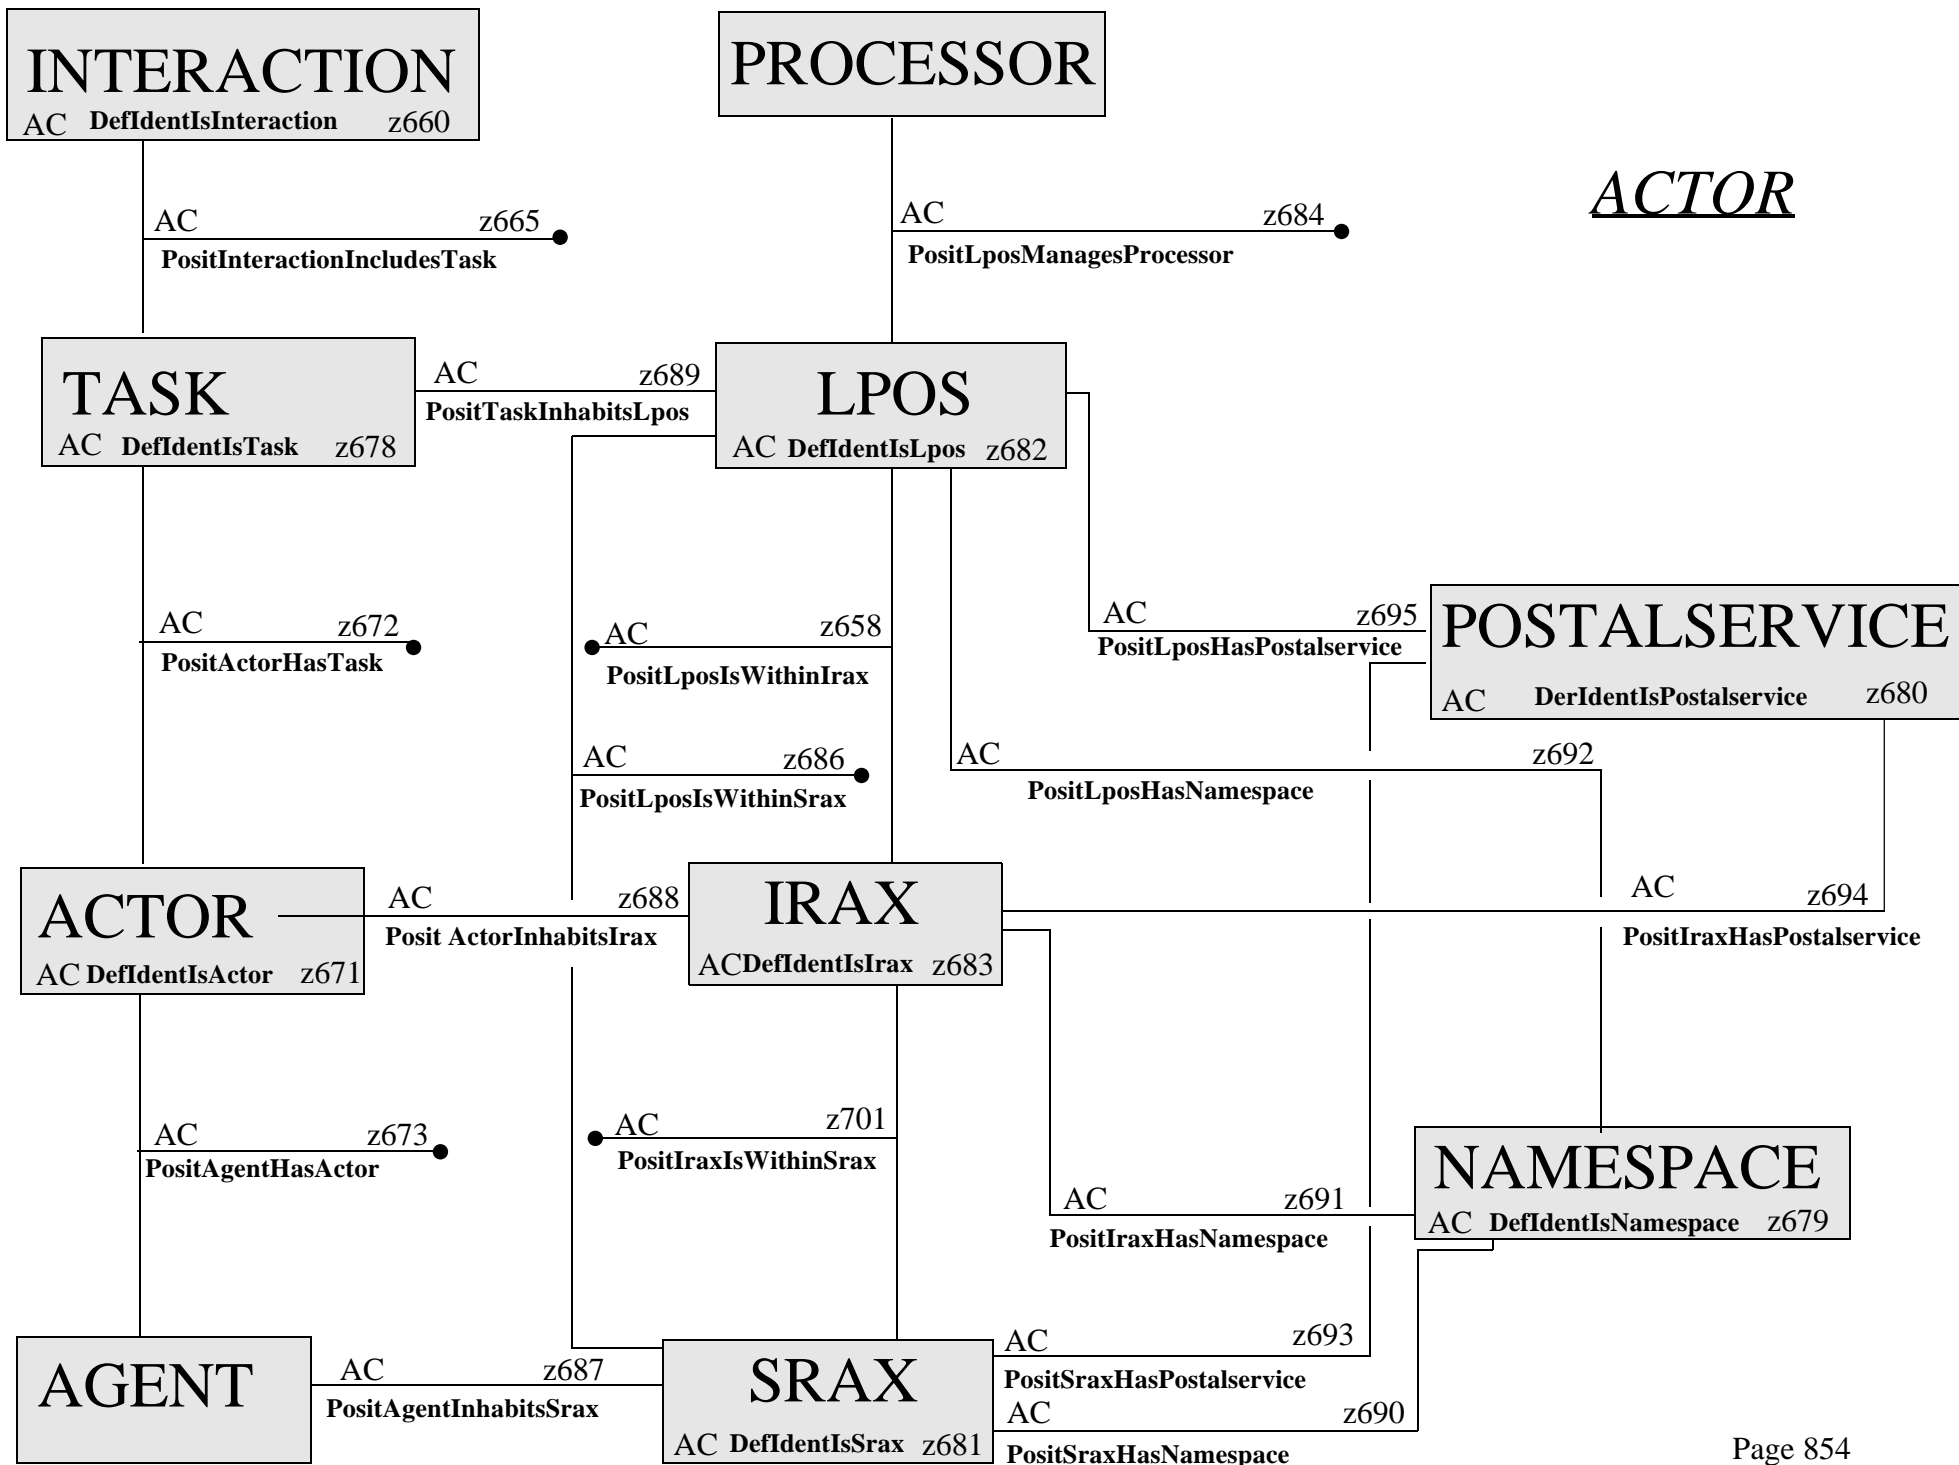 INTERACTION
AC DefIdentIsInteraction z660
PROCESSOR
ACTOR
AC z665
PositInteractionIncludesTask
AC z684
PositLposManagesProcessor
TASK
AC DefIdentIsTask z678
AC z689
PositTaskInhabitsLpos
LPOS
AC DefIdentIsLpos z682
AC z672
PositActorHasTask
AC z658
PositLposIsWithinIrax
AC z695
PositLposHasPostalservice
POSTALSERVICE
AC DerIdentIsPostalservice z680
AC z686
PositLposIsWithinSrax
AC z692
PositLposHasNamespace
ACTOR
AC DefIdentIsActor z671
AC z688
Posit ActorInhabitsIrax
IRAX
AC DefIdentIsIrax z683
AC z694
PositIraxHasPostalservice
AC z673
PositAgentHasActor
AC z701
PositIraxIsWithinSrax
AC z691
PositIraxHasNamespace
NAMESPACE
AC DefIdentIsNamespace z679
AGENT
AC z687
PositAgentInhabitsSrax
SRAX
AC DefIdentIsSrax z681
AC z693
PositSraxHasPostalservice
AC z690
PositSraxHasNamespace
Page 854